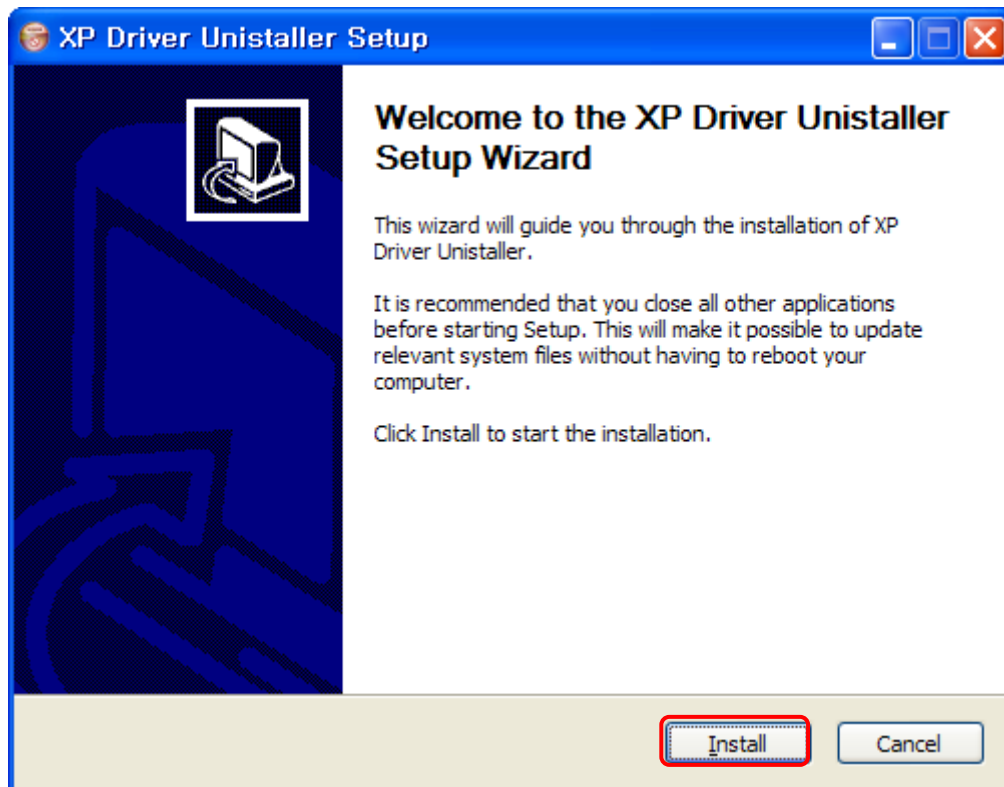 XP Driver Unistaller Setup
Welcome to the XP Driver Unistaller
Setup Wizard
This wizard will guide you through the installation of XP
Driver Unistaller.
It is recommended that you close all other applications
before starting Setup. This will make it possible to update
relevant system files without having to reboot your
computer.
Click Install to start the installation.
Install
Cancel